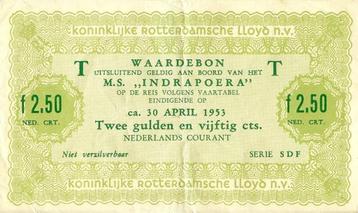 koninklijke rotterdamsche lloyd n.v.
T WAARDEBON T
UITSLUITEND GELDIG AAN BOORD VAN HET
M.S. „INDRAPOERA”
OP DE REIS VOLGENS VAARTABEL
EINDIGENDE OP
ca. 30 APRIL 1953
f 2.50 Twee gulden en vijftig cts. f 2.50
NED. CRT. NEDERLANDS COURANT NED. CRT.
Niet verzilverbaar SERIE SDF
koninklijke rotterdamsche lloyd n.v.